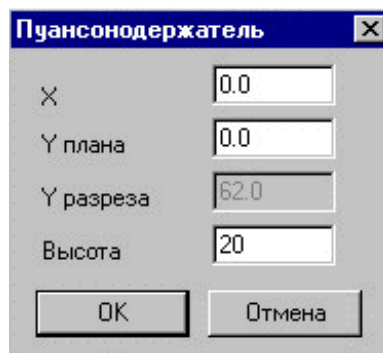 Пуансонодержатель
X 0.0
Y плана 0.0
Y разреза 62.0
Высота 20
OK Отмена